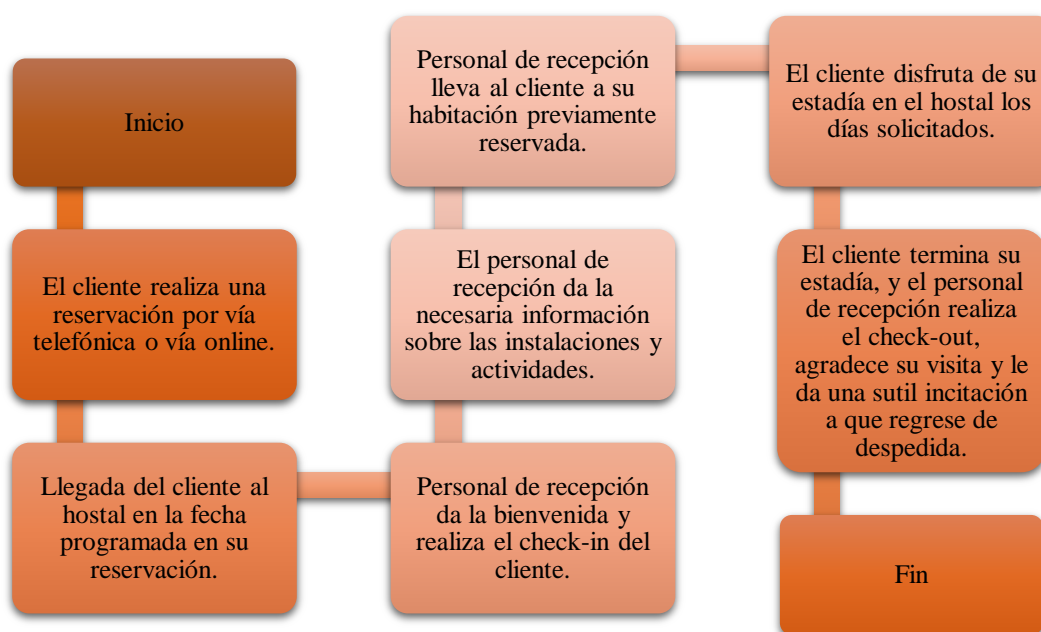 Inicio
El cliente realiza una
reservación por vía
telefónica o vía online.
Llegada del cliente al
hostal en la fecha
programada en su
reservación.
Personal de recepción
da la bienvenida y
realiza el check-in del
cliente.
El personal de
recepción da la
necesaria información
sobre las instalaciones y
actividades.
Personal de recepción
lleva al cliente a su
habitación previamente
reservada.
El cliente disfruta de su
estadía en el hostal los
días solicitados.
El cliente termina su
estadía, y el personal
de recepción realiza
el check-out,
agradece su visita y le
da una sutil incitación
a que regrese de
despedida.
Fin